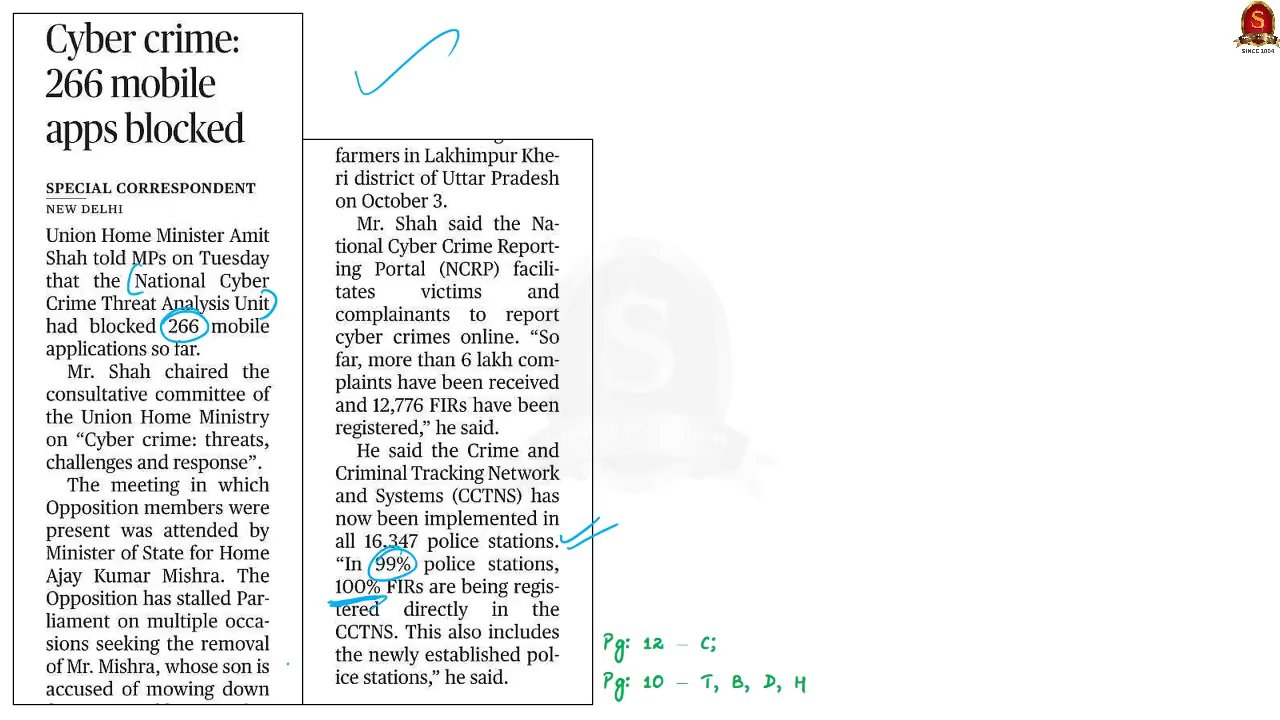 Cyber crime:
266 mobile
apps blocked
SPECIAL CORRESPONDENT
NEW DELHI
Union Home Minister Amit
Shah told MPs on Tuesday
that the National Cyber
Crime Threat Analysis Unit
had blocked 266 mobile
applications so far.
Mr. Shah chaired the
consultative committee of
the Union Home Ministry
on “Cyber crime: threats,
challenges and response”.
The meeting in which
Opposition members were
present was attended by
Minister of State for Home
Ajay Kumar Mishra. The
Opposition has stalled Par-
liament on multiple occa-
sions seeking the removal
of Mr. Mishra, whose son is
accused of mowing down
farmers in Lakhimpur Khe-
ri district of Uttar Pradesh
on October 3.
Mr. Shah said the Na-
tional Cyber Crime Report-
ing Portal (NCRP) facili-
tates victims and
complainants to report
cyber crimes online. “So
far, more than 6 lakh com-
plaints have been received
and 12,776 FIRs have been
registered,” he said.
He said the Crime and
Criminal Tracking Network
and Systems (CCTNS) has
now been implemented in
all 16,347 police stations.
“In 99% police stations,
100% FIRs are being regis-
tered directly in the
CCTNS. This also includes
the newly established pol-
ice stations,” he said.
Pg: 12 – C;
Pg: 10 – T, B, D, H
S
SINCE 2004
S